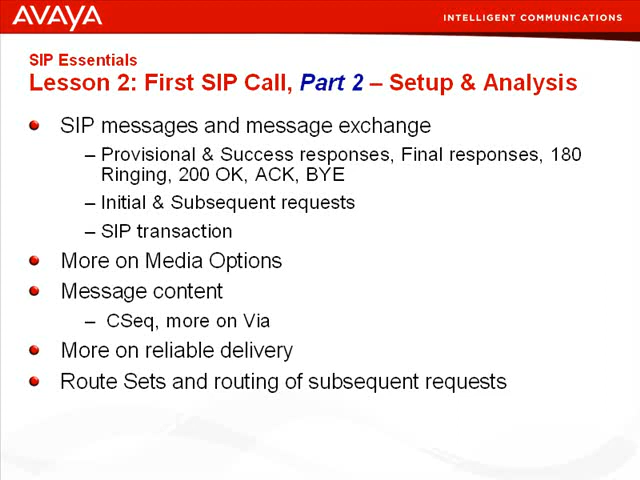 AVAYA
INTELLIGENT COMMUNICATIONS
SIP Essentials
Lesson 2: First SIP Call, Part 2 – Setup & Analysis
SIP messages and message exchange
– Provisional & Success responses, Final responses, 180
Ringing, 200 OK, ACK, BYE
– Initial & Subsequent requests
– SIP transaction
More on Media Options
Message content
– CSeq, more on Via
More on reliable delivery
Route Sets and routing of subsequent requests